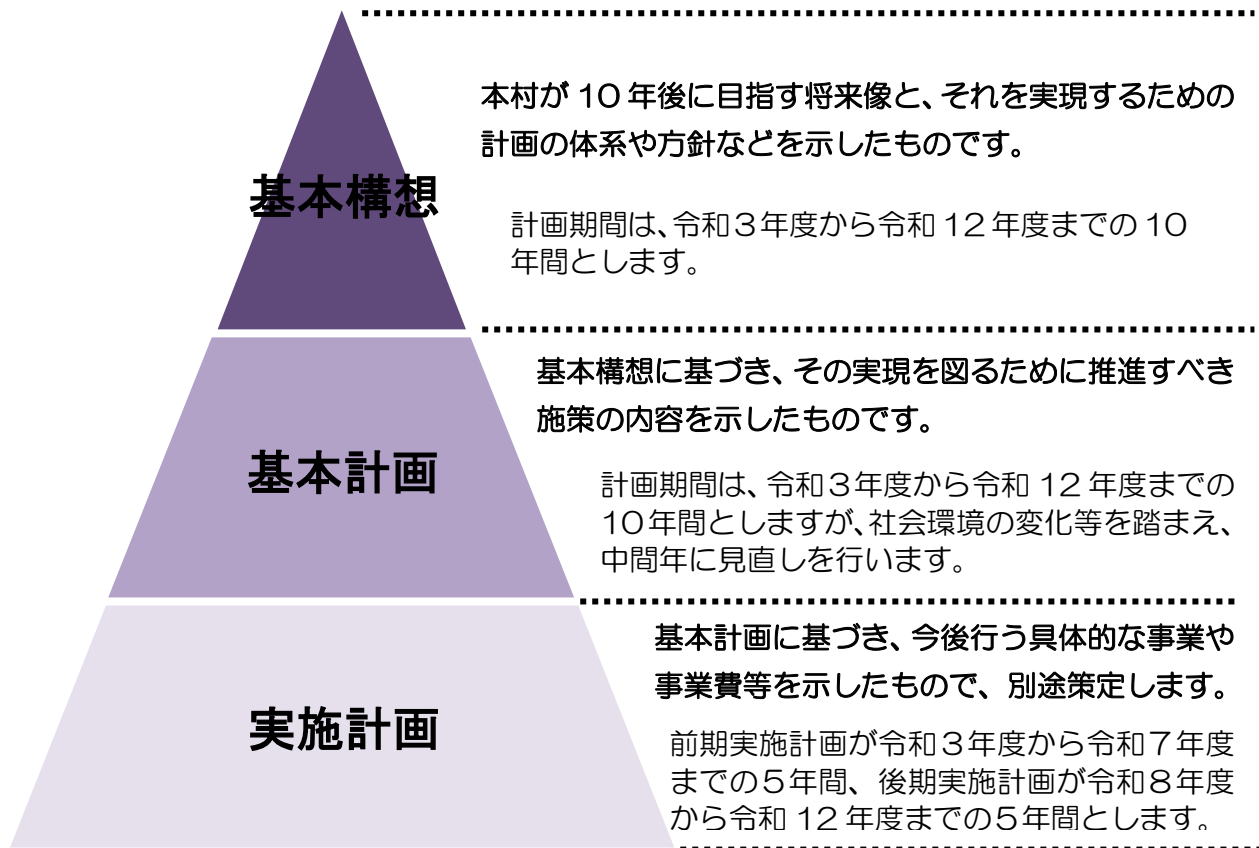 基本構想
本村が 10 年後に目指す将来像と、それを実現するための
計画の体系や方針などを示したものです。
計画期間は、令和３年度から令和 12 年度までの 10
年間とします。
基本計画
基本構想に基づき、その実現を図るために推進すべき
施策の内容を示したものです。
計画期間は、令和３年度から令和 12 年度までの
10年間としますが、社会環境の変化等を踏まえ、
中間年に見直しを行います。
実施計画
基本計画に基づき、今後行う具体的な事業や
事業費等を示したもので、別途策定します。
前期実施計画が令和３年度から令和７年度
までの５年間、後期実施計画が令和８年度
から令和 12 年度までの５年間とします。